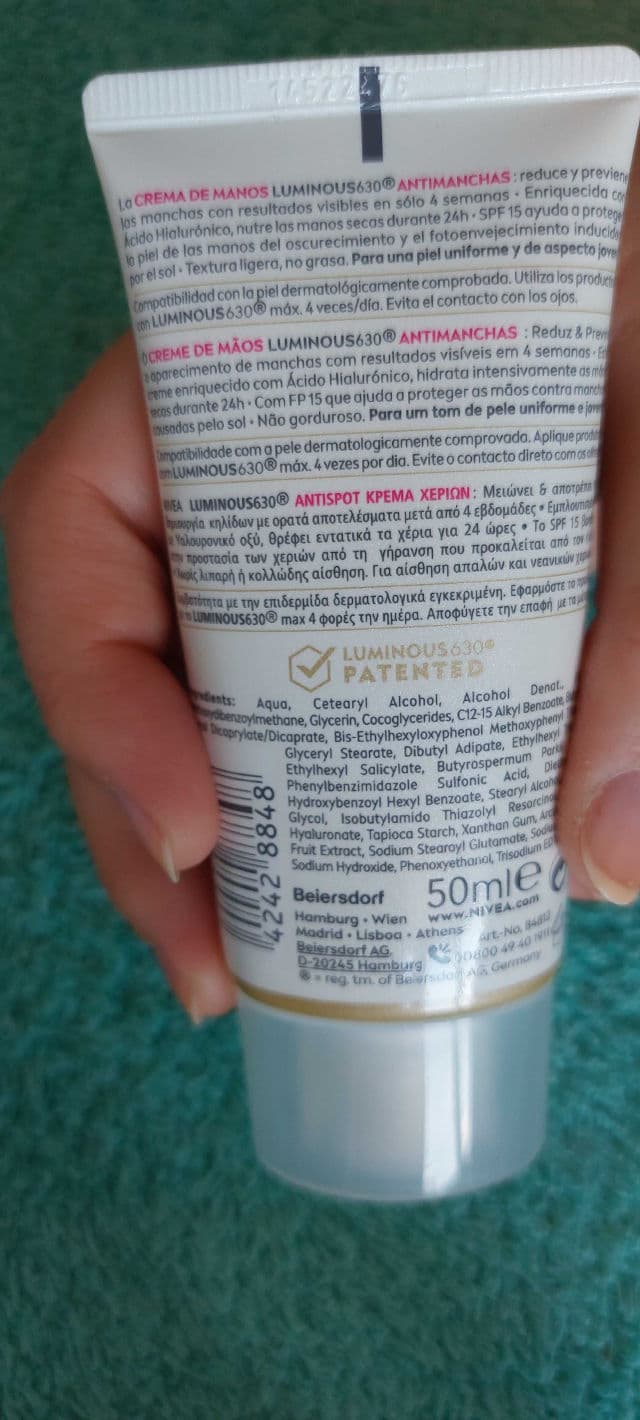 La CREMA DE MANOS LUMINOUS630® ANTIMANCHAS: reduce y previene
las manchas con resultados visibles en sólo 4 semanas • Enriquecida con
Ácido Hialurónico, nutre las manos secas durante 24h • SPF 15 ayuda a proteger
la piel de las manos del oscurecimiento y el fotoenvejecimiento
por el sol • Textura ligera, no grasa. Para una piel uniforme y de aspecto
Compatibilidad con la piel dermatológicamente comprobada. Utiliza los
con LUMINOUS630® máx. 4 veces/día. Evita el contacto con los ojos.
O CREME DE MÃOS LUMINOUS630® ANTIMANCHAS : Reduz &
o aparecimento de manchas com resultados visíveis em 4 semanas •
creme enriquecido com Ácido Hialurónico, hidrata intensivamente as
secas durante 24h • Com FP 15 que ajuda a proteger as mãos contra
causadas pelo sol • Não gorduroso. Para um tom de pele uniforme e
Compatibilidade com a pele dermatologicamente comprovada. Aplique
com LUMINOUS630® máx. 4 vezes por dia. Evite o contacto direto com os
LUMINOUS630® ANTISPOT ΚΡΕΜΑ ΧΕΡΙΩΝ: Μειώνει & αποτρέπει
κηλίδων με ορατά αποτελέσματα μετά από 4 εβδομάδες •
Υαλουρονικό οξύ, θρέφει εντατικά τα χέρια για 24 ώρες • Το SPF 15
στην προστασία των χεριών από τη γήρανση που προκαλείται από τον
Χωρίς λιπαρή ή κολλώδης αίσθηση. Για αίσθηση απαλών και νεανικών
με την επιδερμίδα δερματολογικά εγκεκριμένη. Εφαρμόστε το
LUMINOUS630® max 4 φορές την ημέρα. Αποφύγετε την επαφή με τα
LUMINOUS630®
PATENTED
Aqua, Cetearyl Alcohol, Alcohol Denat.,
Glycerin, Cocoglycerides, C12-15 Alkyl Benzoate,
Dicaprylate/Dicaprate, Bis-Ethylhexyloxyphenol Methoxyphenyl
Glyceryl Stearate, Dibutyl Adipate, Ethylhexyl
Ethylhexyl Salicylate, Butyrospermum Parkii
Phenylbenzimidazole Sulfonic Acid,
Hydroxybenzoyl Hexyl Benzoate, Stearyl Alcohol
Glycol, Isobutylamido Thiazolyl Resorcinol
Hyaluronate, Tapioca Starch, Xanthan Gum,
Fruit Extract, Sodium Stearoyl Glutamate,
Sodium Hydroxide, Phenoxyethanol, Trisodium
4242 8848
Beiersdorf 50ml e
Hamburg • Wien www.NIVEA.com
Madrid • Lisboa • Athens Art.-No.
Beiersdorf AG,
D-20245 Hamburg
® = reg. tm. of Beiersdorf AG, Germany